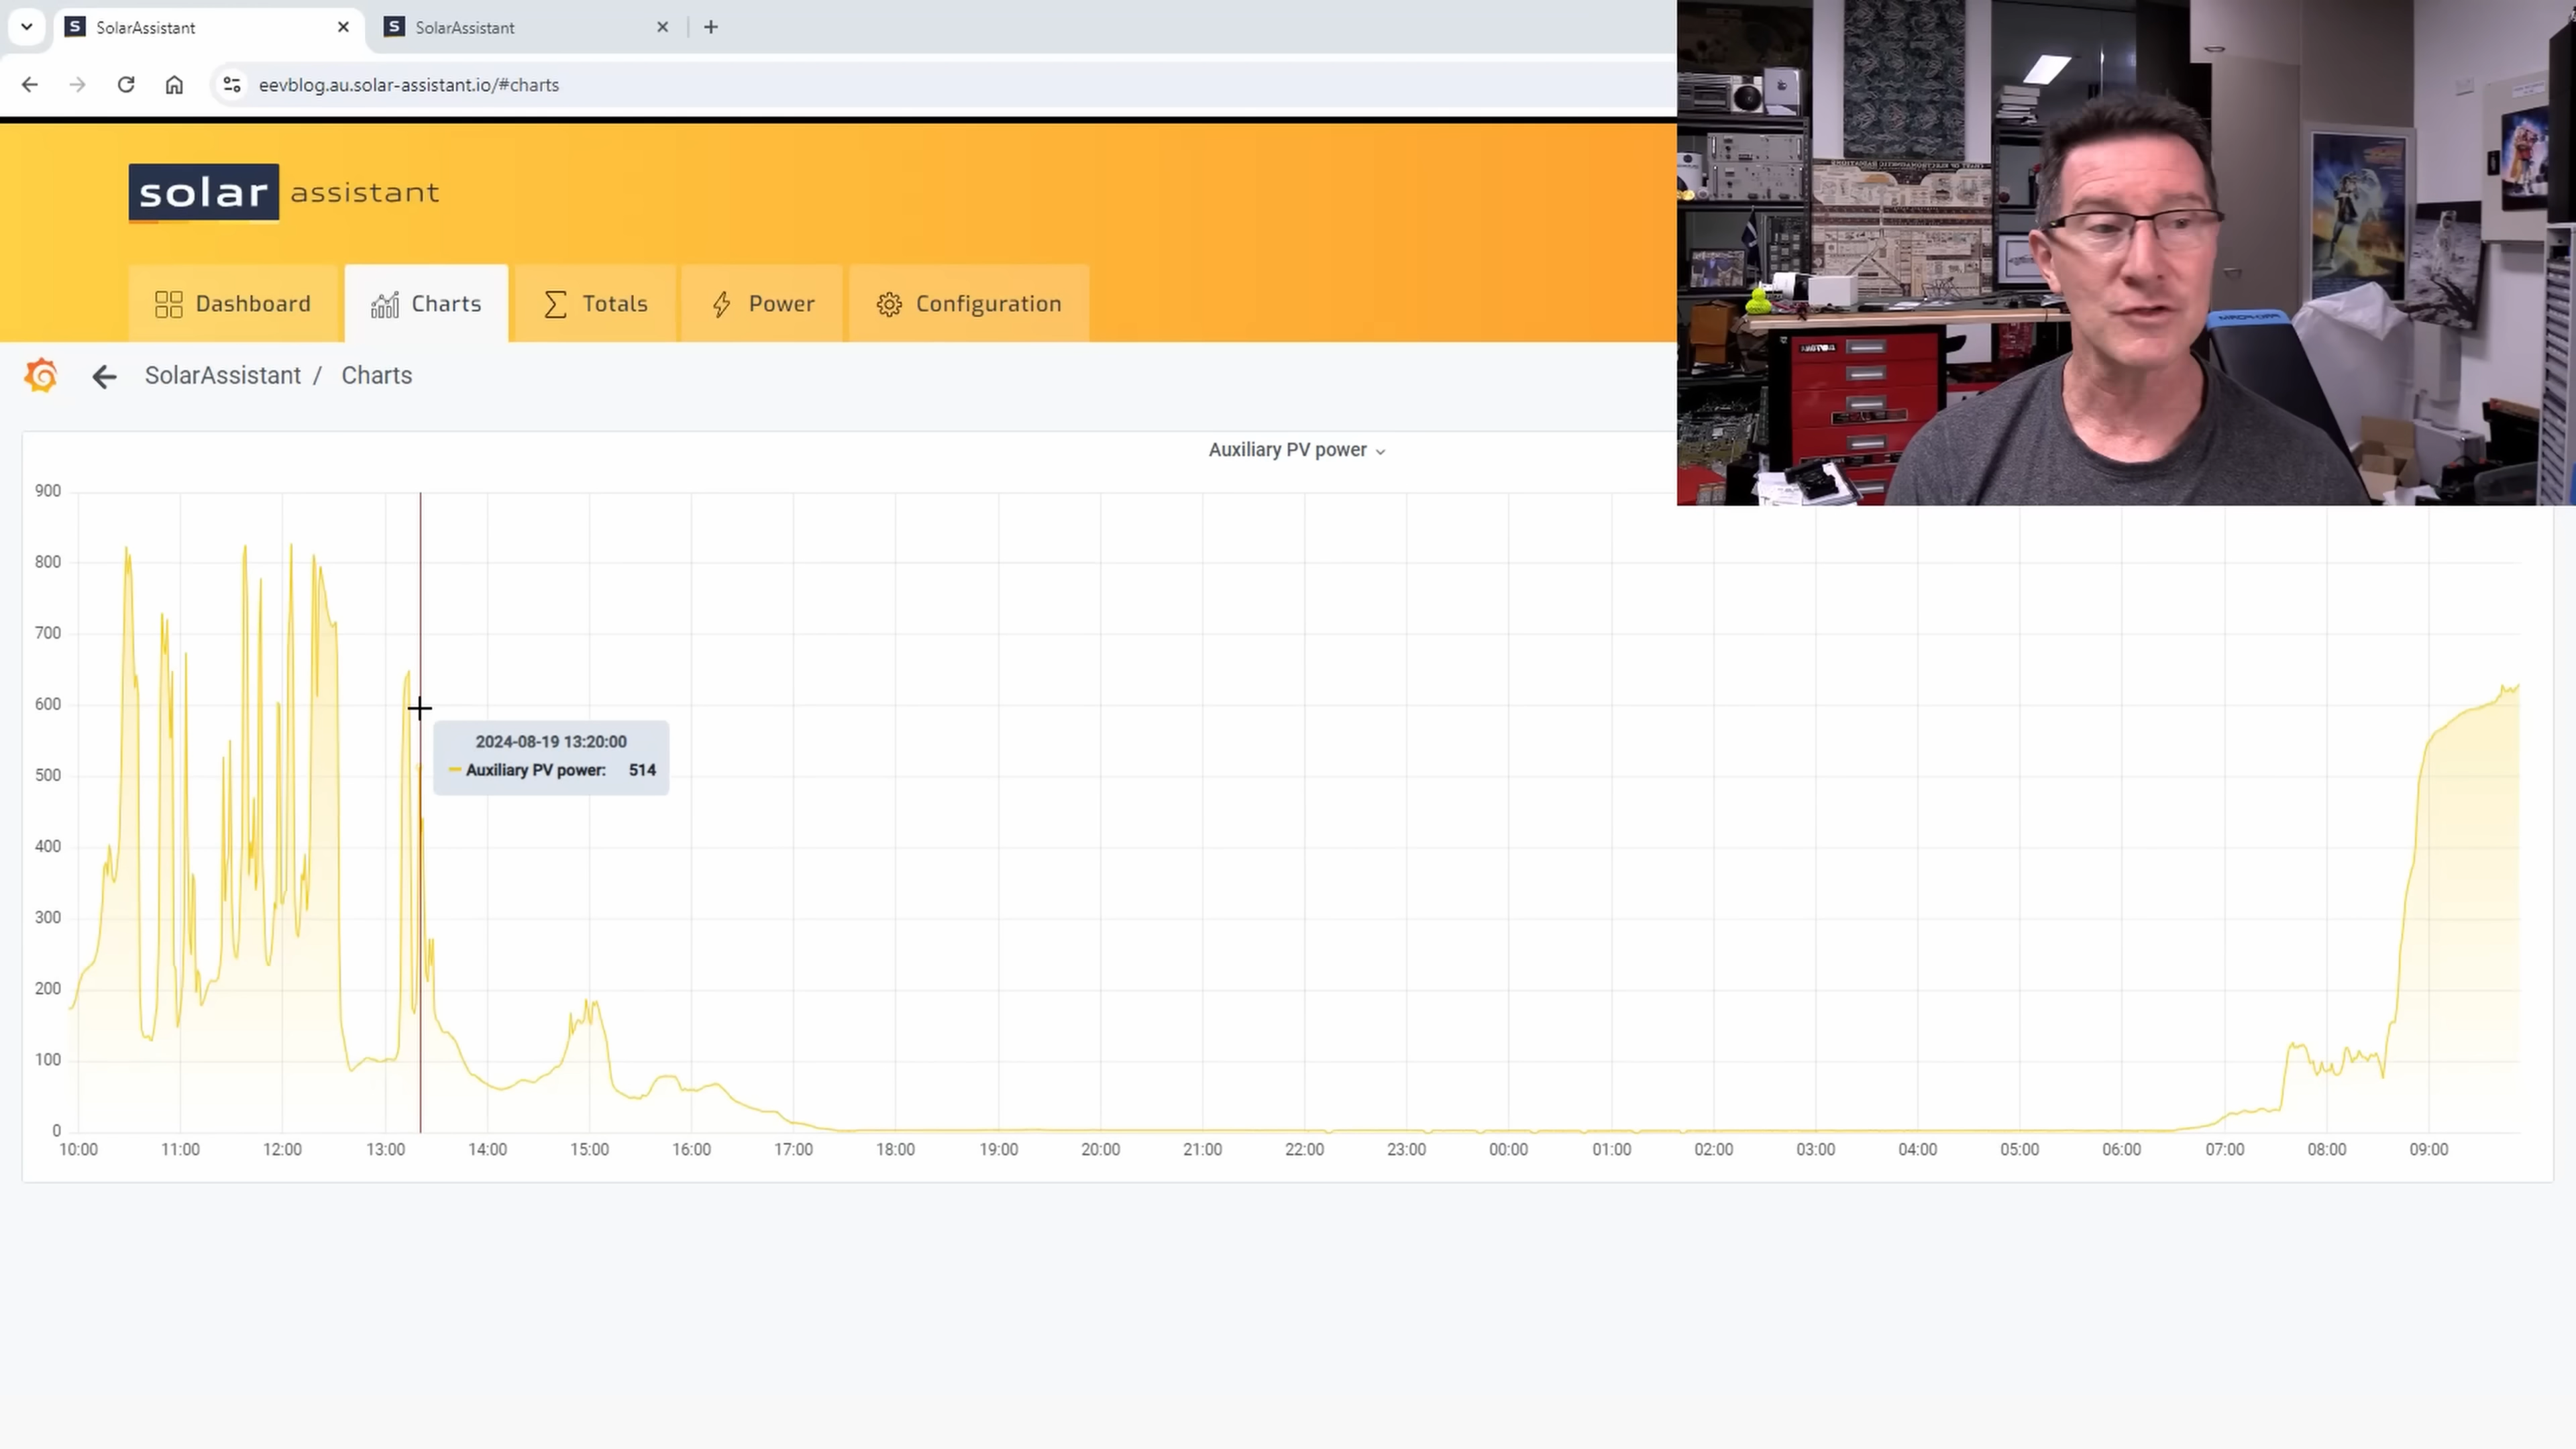 SolarAssistant
SolarAssistant
eevblog.au.solar-assistant.io/#charts
solar assistant
Dashboard
Charts
Totals
Power
Configuration
SolarAssistant / Charts
Auxiliary PV power
900
800
700
600
500
400
300
200
100
0
2024-08-19 13:20:00
Auxiliary PV power: 514
10:00 11:00 12:00 13:00 14:00 15:00 16:00 17:00 18:00 19:00 20:00 21:00 22:00 23:00 00:00 01:00 02:00 03:00 04:00 05:00 06:00 07:00 08:00 09:00